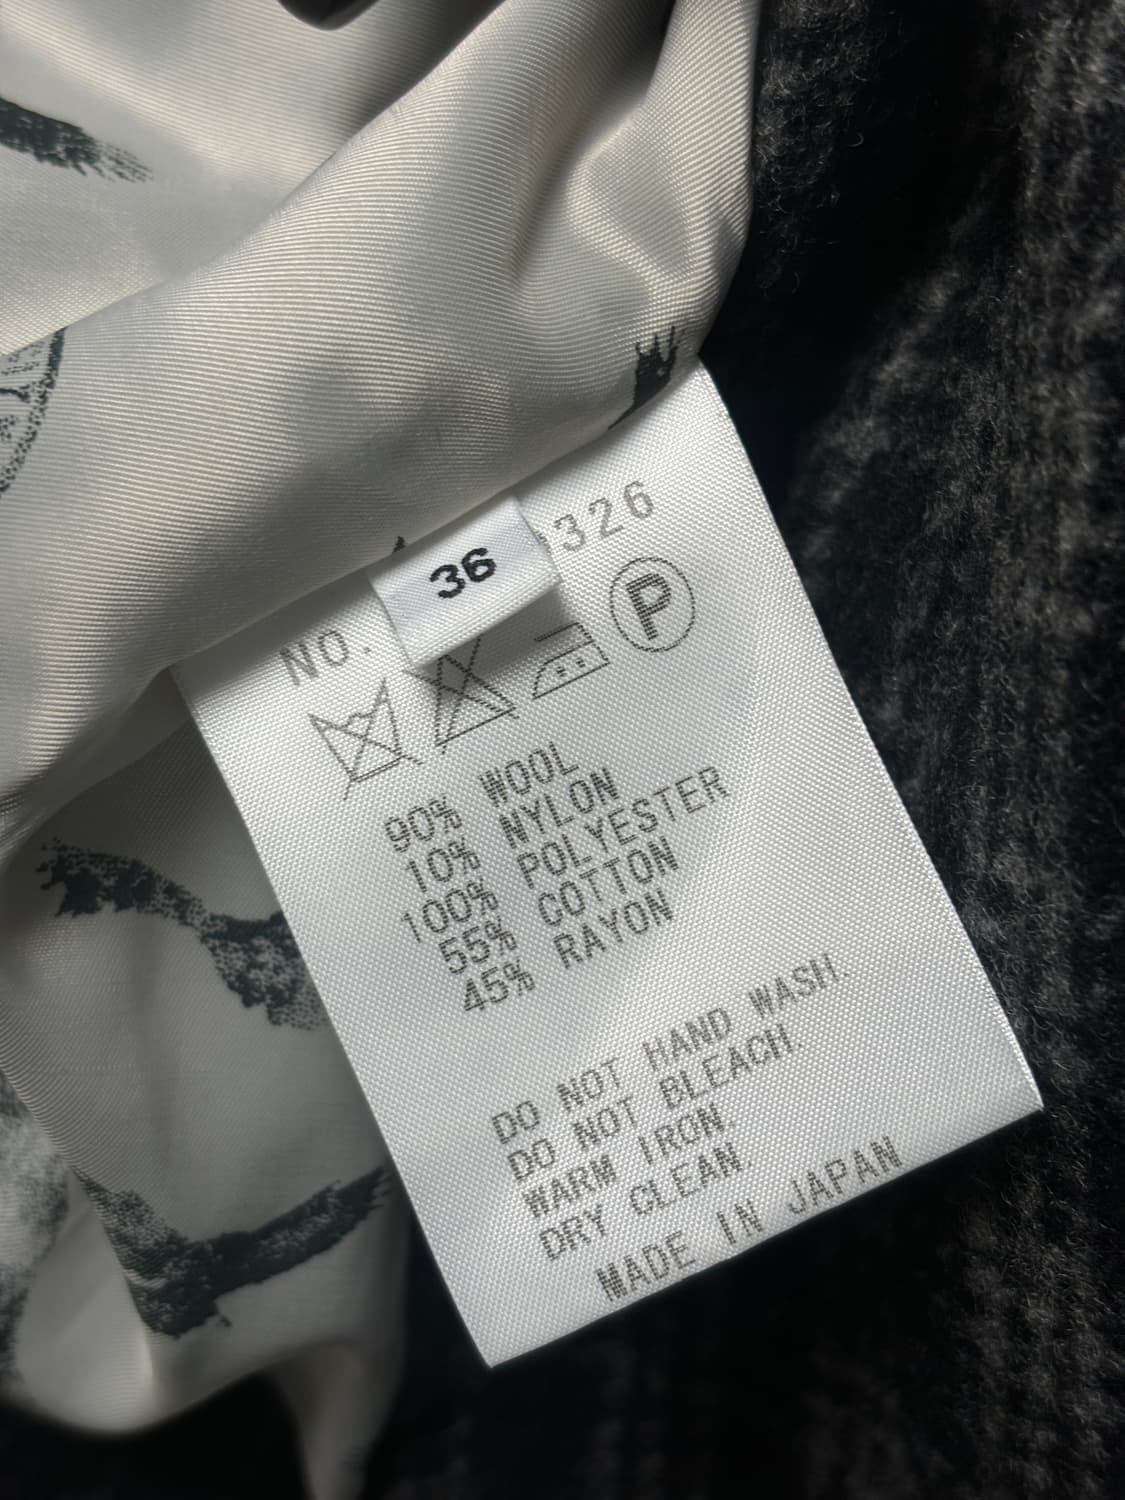 36
NO. 326
P
90% WOOL
10% NYLON
100% POLYESTER
55% COTTON
45% RAYON
DO NOT HAND WASH.
DO NOT BLEACH.
WARM IRON.
DRY CLEAN.
MADE IN JAPAN